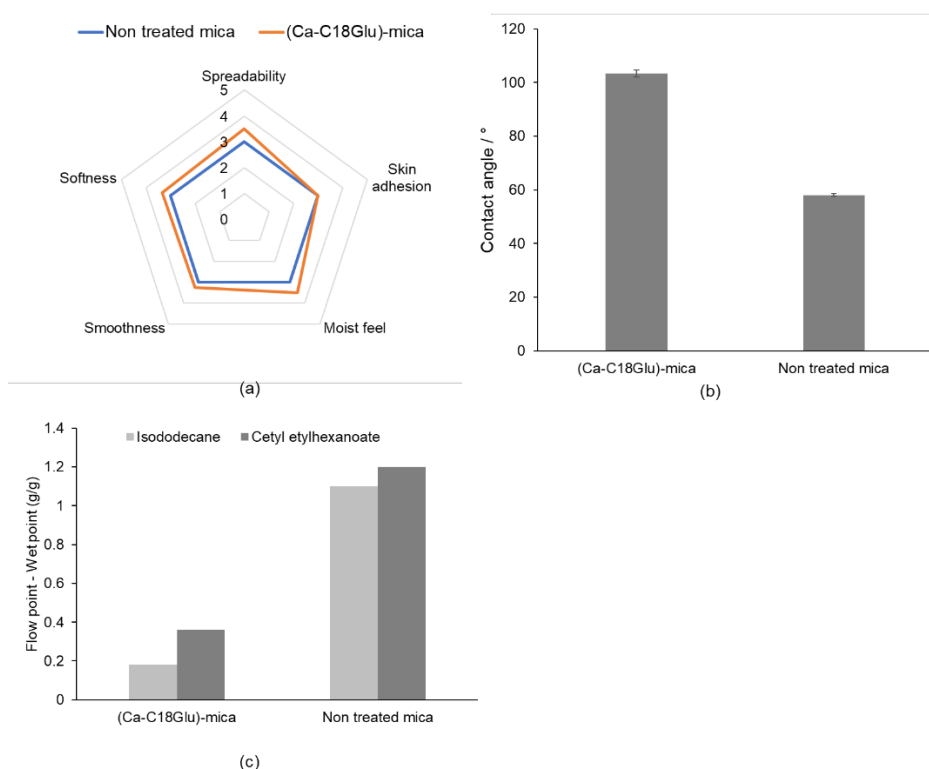 Non treated mica (Ca-C18Glu)-mica
Spreadability
5
4
3
2
1
0
Skin
adhesion
Moist feel
Smoothness
Softness
(a)
Contact angle / °
120
100
80
60
40
20
0
(Ca-C18Glu)-mica Non treated mica
(b)
Isododecane Cetyl etylhexanoate
Flow point - Wet point (g/g)
1.4
1.2
1
0.8
0.6
0.4
0.2
0
(Ca-C18Glu)-mica Non treated mica
(c)